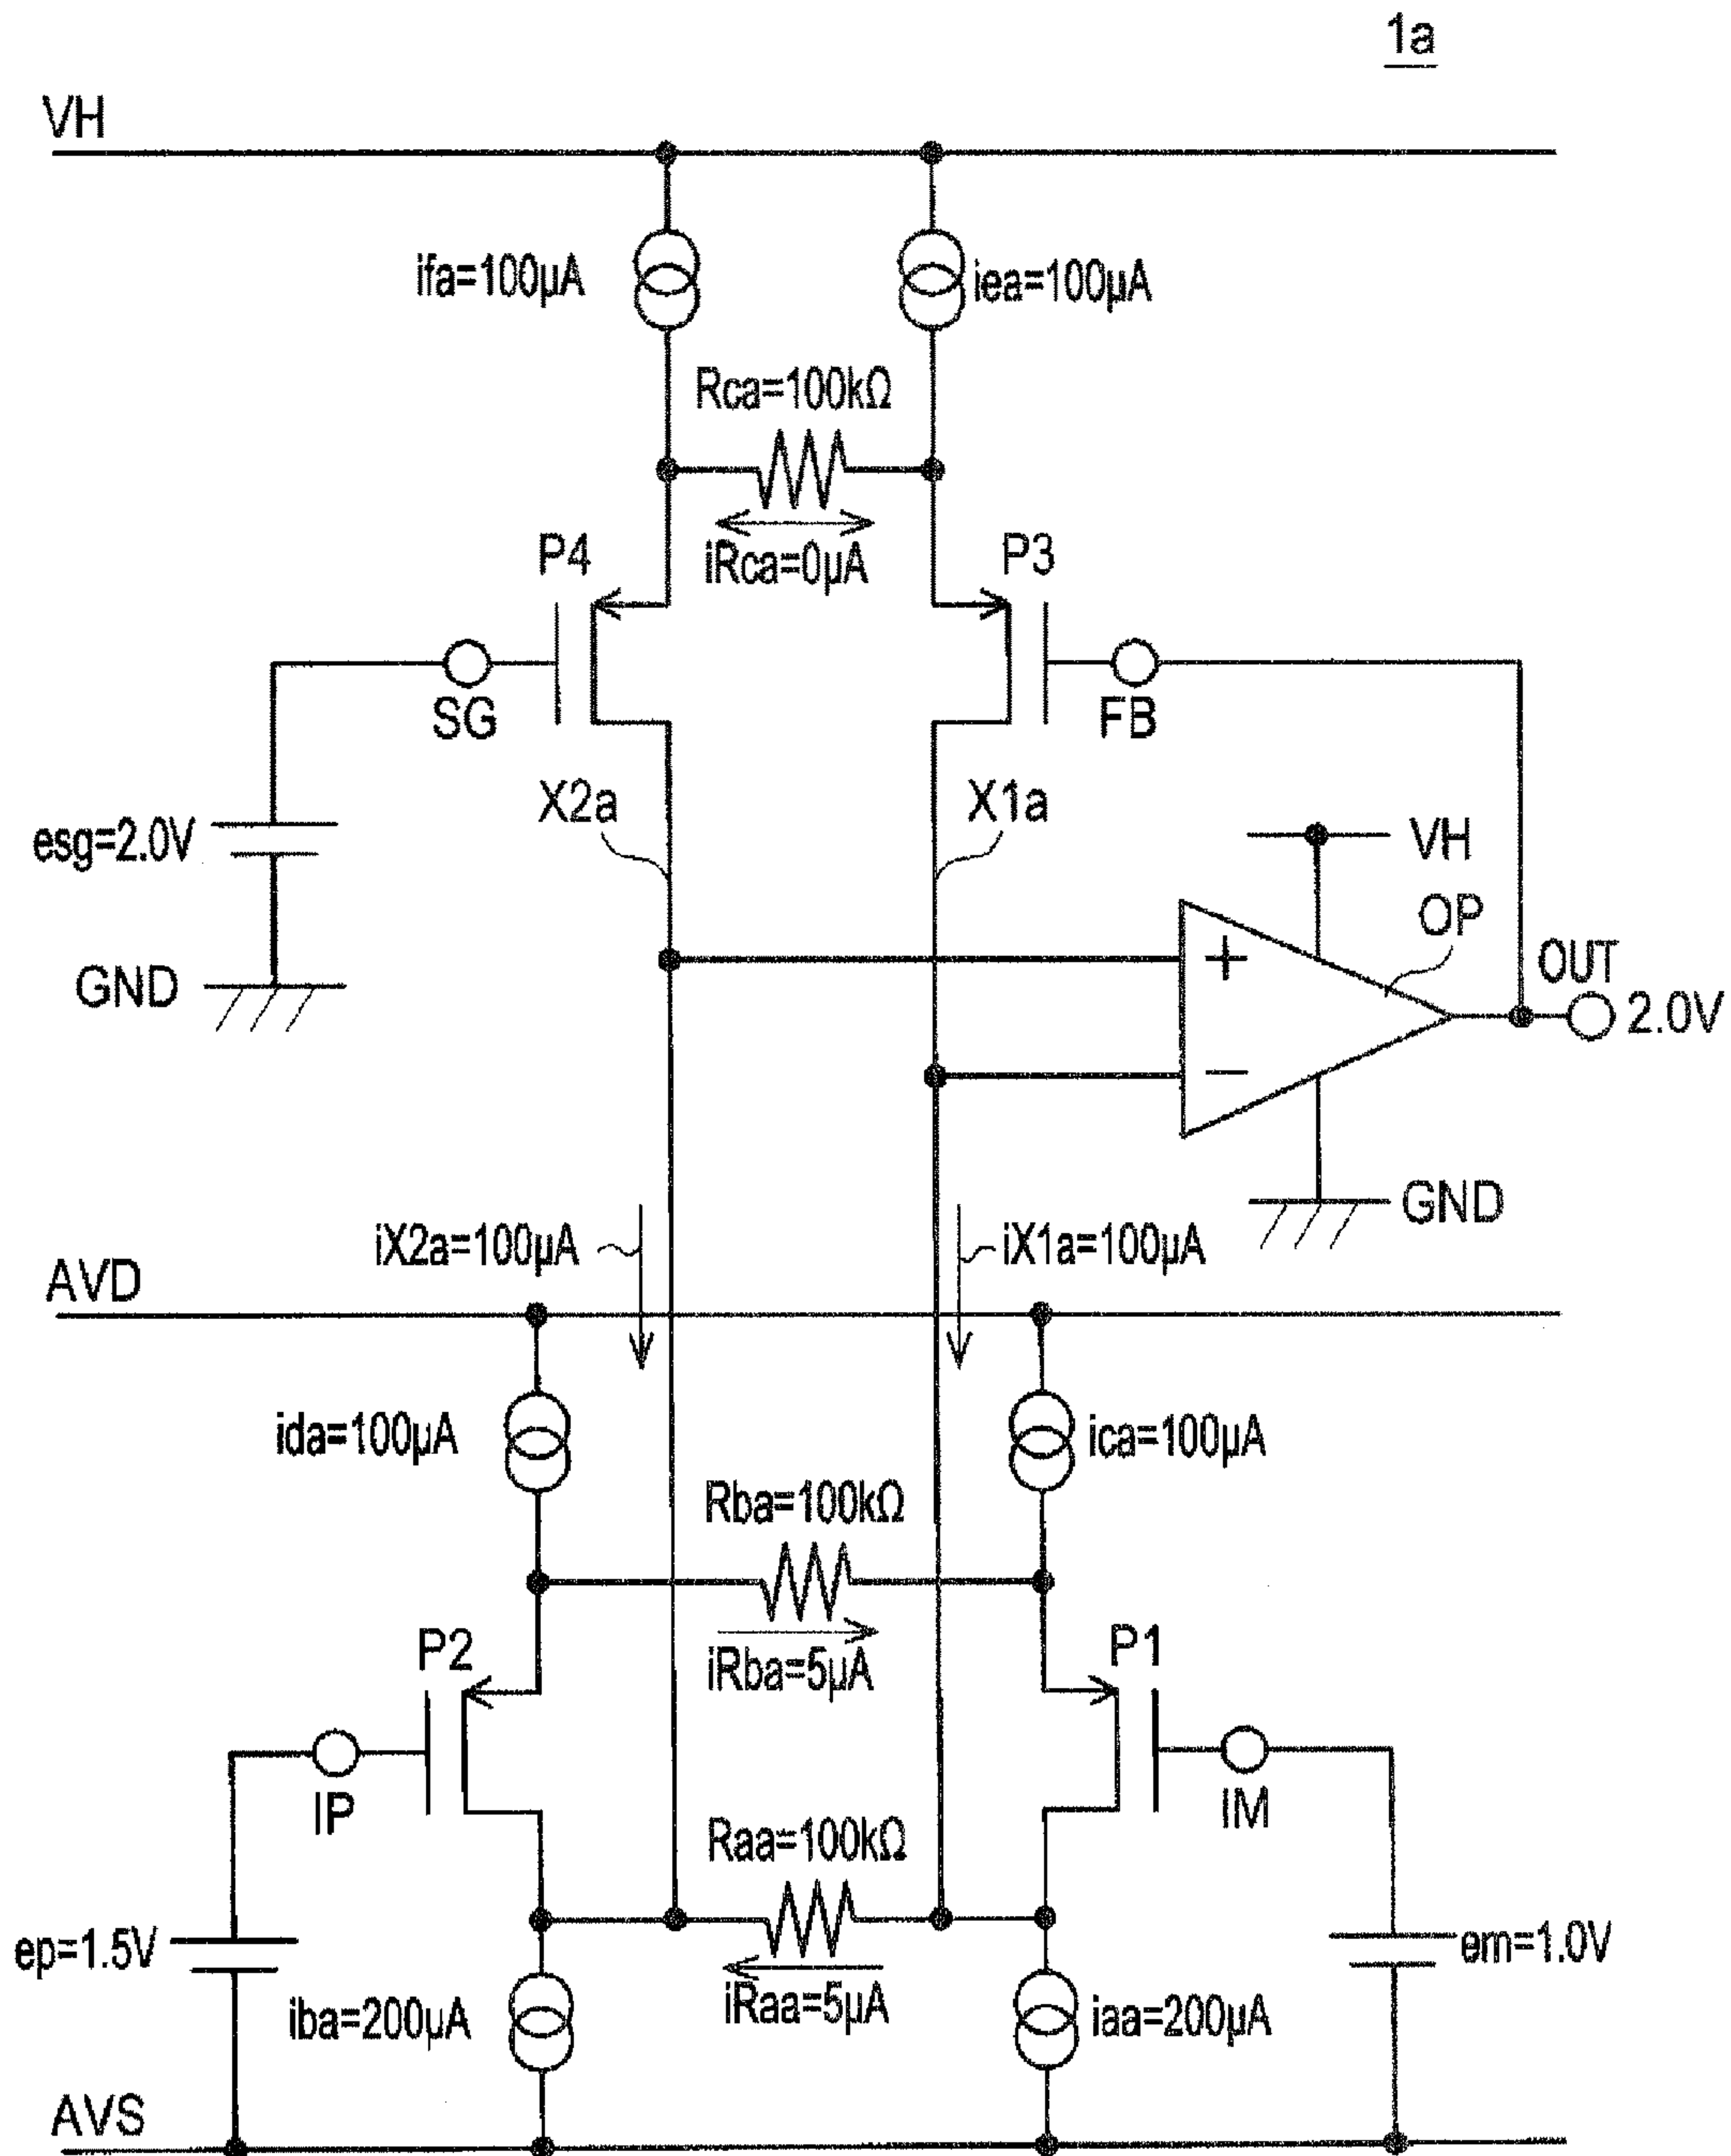 1a
VH
ifa=100μA
iea=100μA
Rca=100kΩ
iRca=0μA
P4
P3
SG
FB
X2a
X1a
esg=2.0V
VH
OP
GND
+
−
OUT
2.0V
GND
iX2a=100μA
iX1a=100μA
AVD
ida=100μA
ica=100μA
Rba=100kΩ
iRba=5μA
P2
P1
IP
IM
Raa=100kΩ
iRaa=5μA
ep=1.5V
em=1.0V
iba=200μA
iaa=200μA
AVS